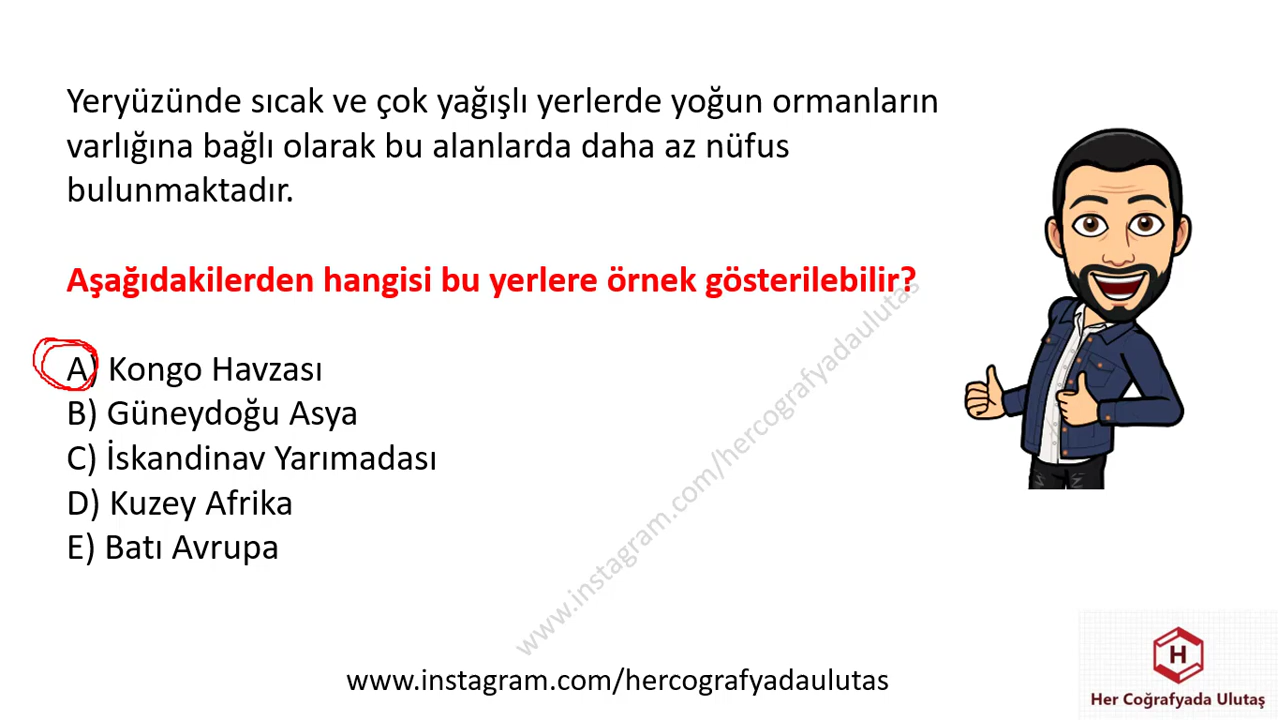 Yeryüzünde sıcak ve çok yağışlı yerlerde yoğun ormanların
varlığına bağlı olarak bu alanlarda daha az nüfus
bulunmaktadır.
Aşağıdakilerden hangisi bu yerlere örnek gösterilebilir?
A) Kongo Havzası
B) Güneydoğu Asya
C) İskandinav Yarımadası
D) Kuzey Afrika
E) Batı Avrupa
www.instagram.com/hercografyadaulutas
www.instagram.com/hercografyadaulutas
H
Her Coğrafyada Ulutaş